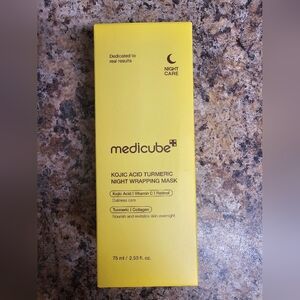 Dedicated to
real results
NIGHT
CARE
medicube
KOJIC ACID TURMERIC
NIGHT WRAPPING MASK
Kojic Acid | Vitamin C | Retinol
Dullness care
Turmeric | Collagen
Nourish and revitalize skin overnight
75 ml / 2.53 fl. oz.